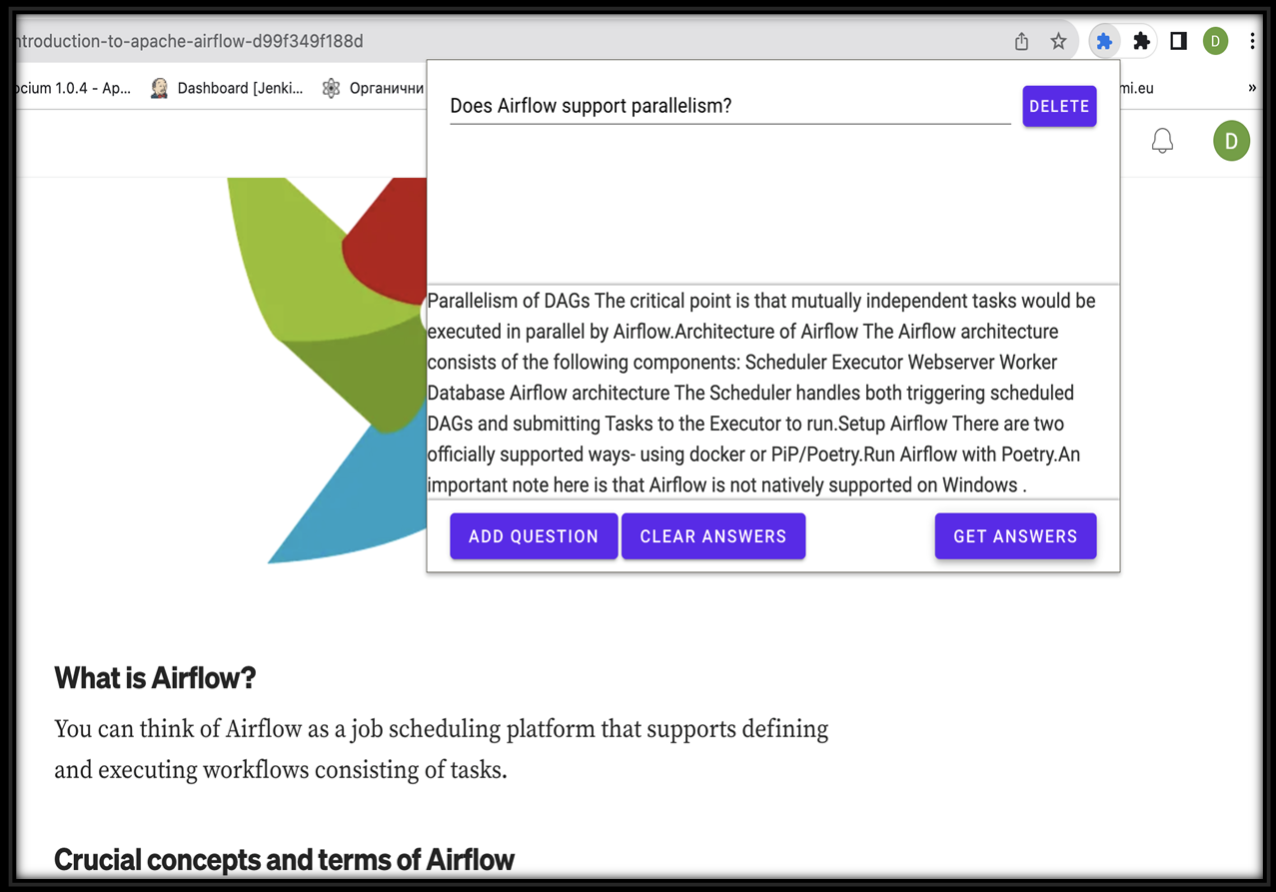 ntroduction-to-apache-airflow-d99f349f188d
D
ocium 1.0.4 - Ap...
Dashboard [Jenki...
Органични
mi.eu
»
Does Airflow support parallelism?
DELETE
D
Parallelism of DAGs The critical point is that mutually independent tasks would be
executed in parallel by Airflow.Architecture of Airflow The Airflow architecture
consists of the following components: Scheduler Executor Webserver Worker
Database Airflow architecture The Scheduler handles both triggering scheduled
DAGs and submitting Tasks to the Executor to run.Setup Airflow There are two
officially supported ways- using docker or PiP/Poetry.Run Airflow with Poetry.An
important note here is that Airflow is not natively supported on Windows .
ADD QUESTION
CLEAR ANSWERS
GET ANSWERS
What is Airflow?
You can think of Airflow as a job scheduling platform that supports defining
and executing workflows consisting of tasks.
Crucial concepts and terms of Airflow